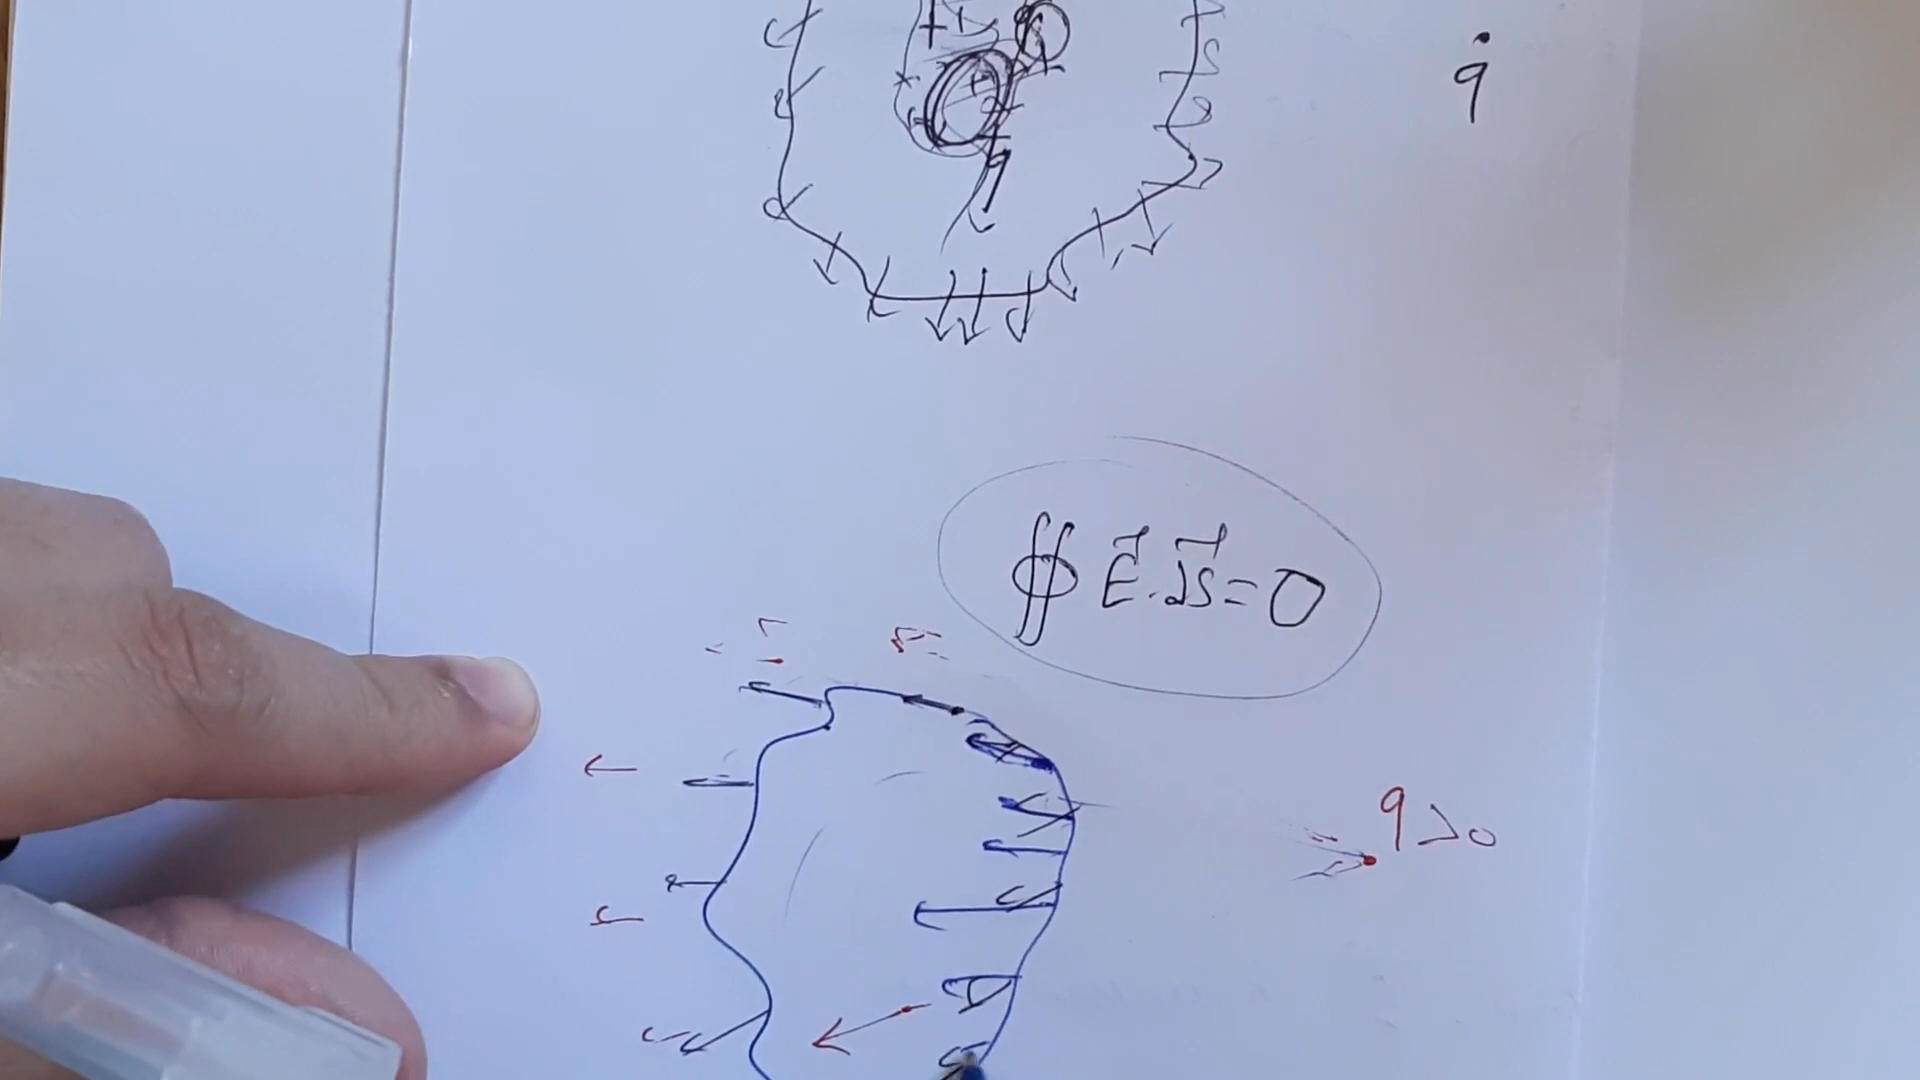 q
∯ E⃗ . dS⃗ = 0
q > 0